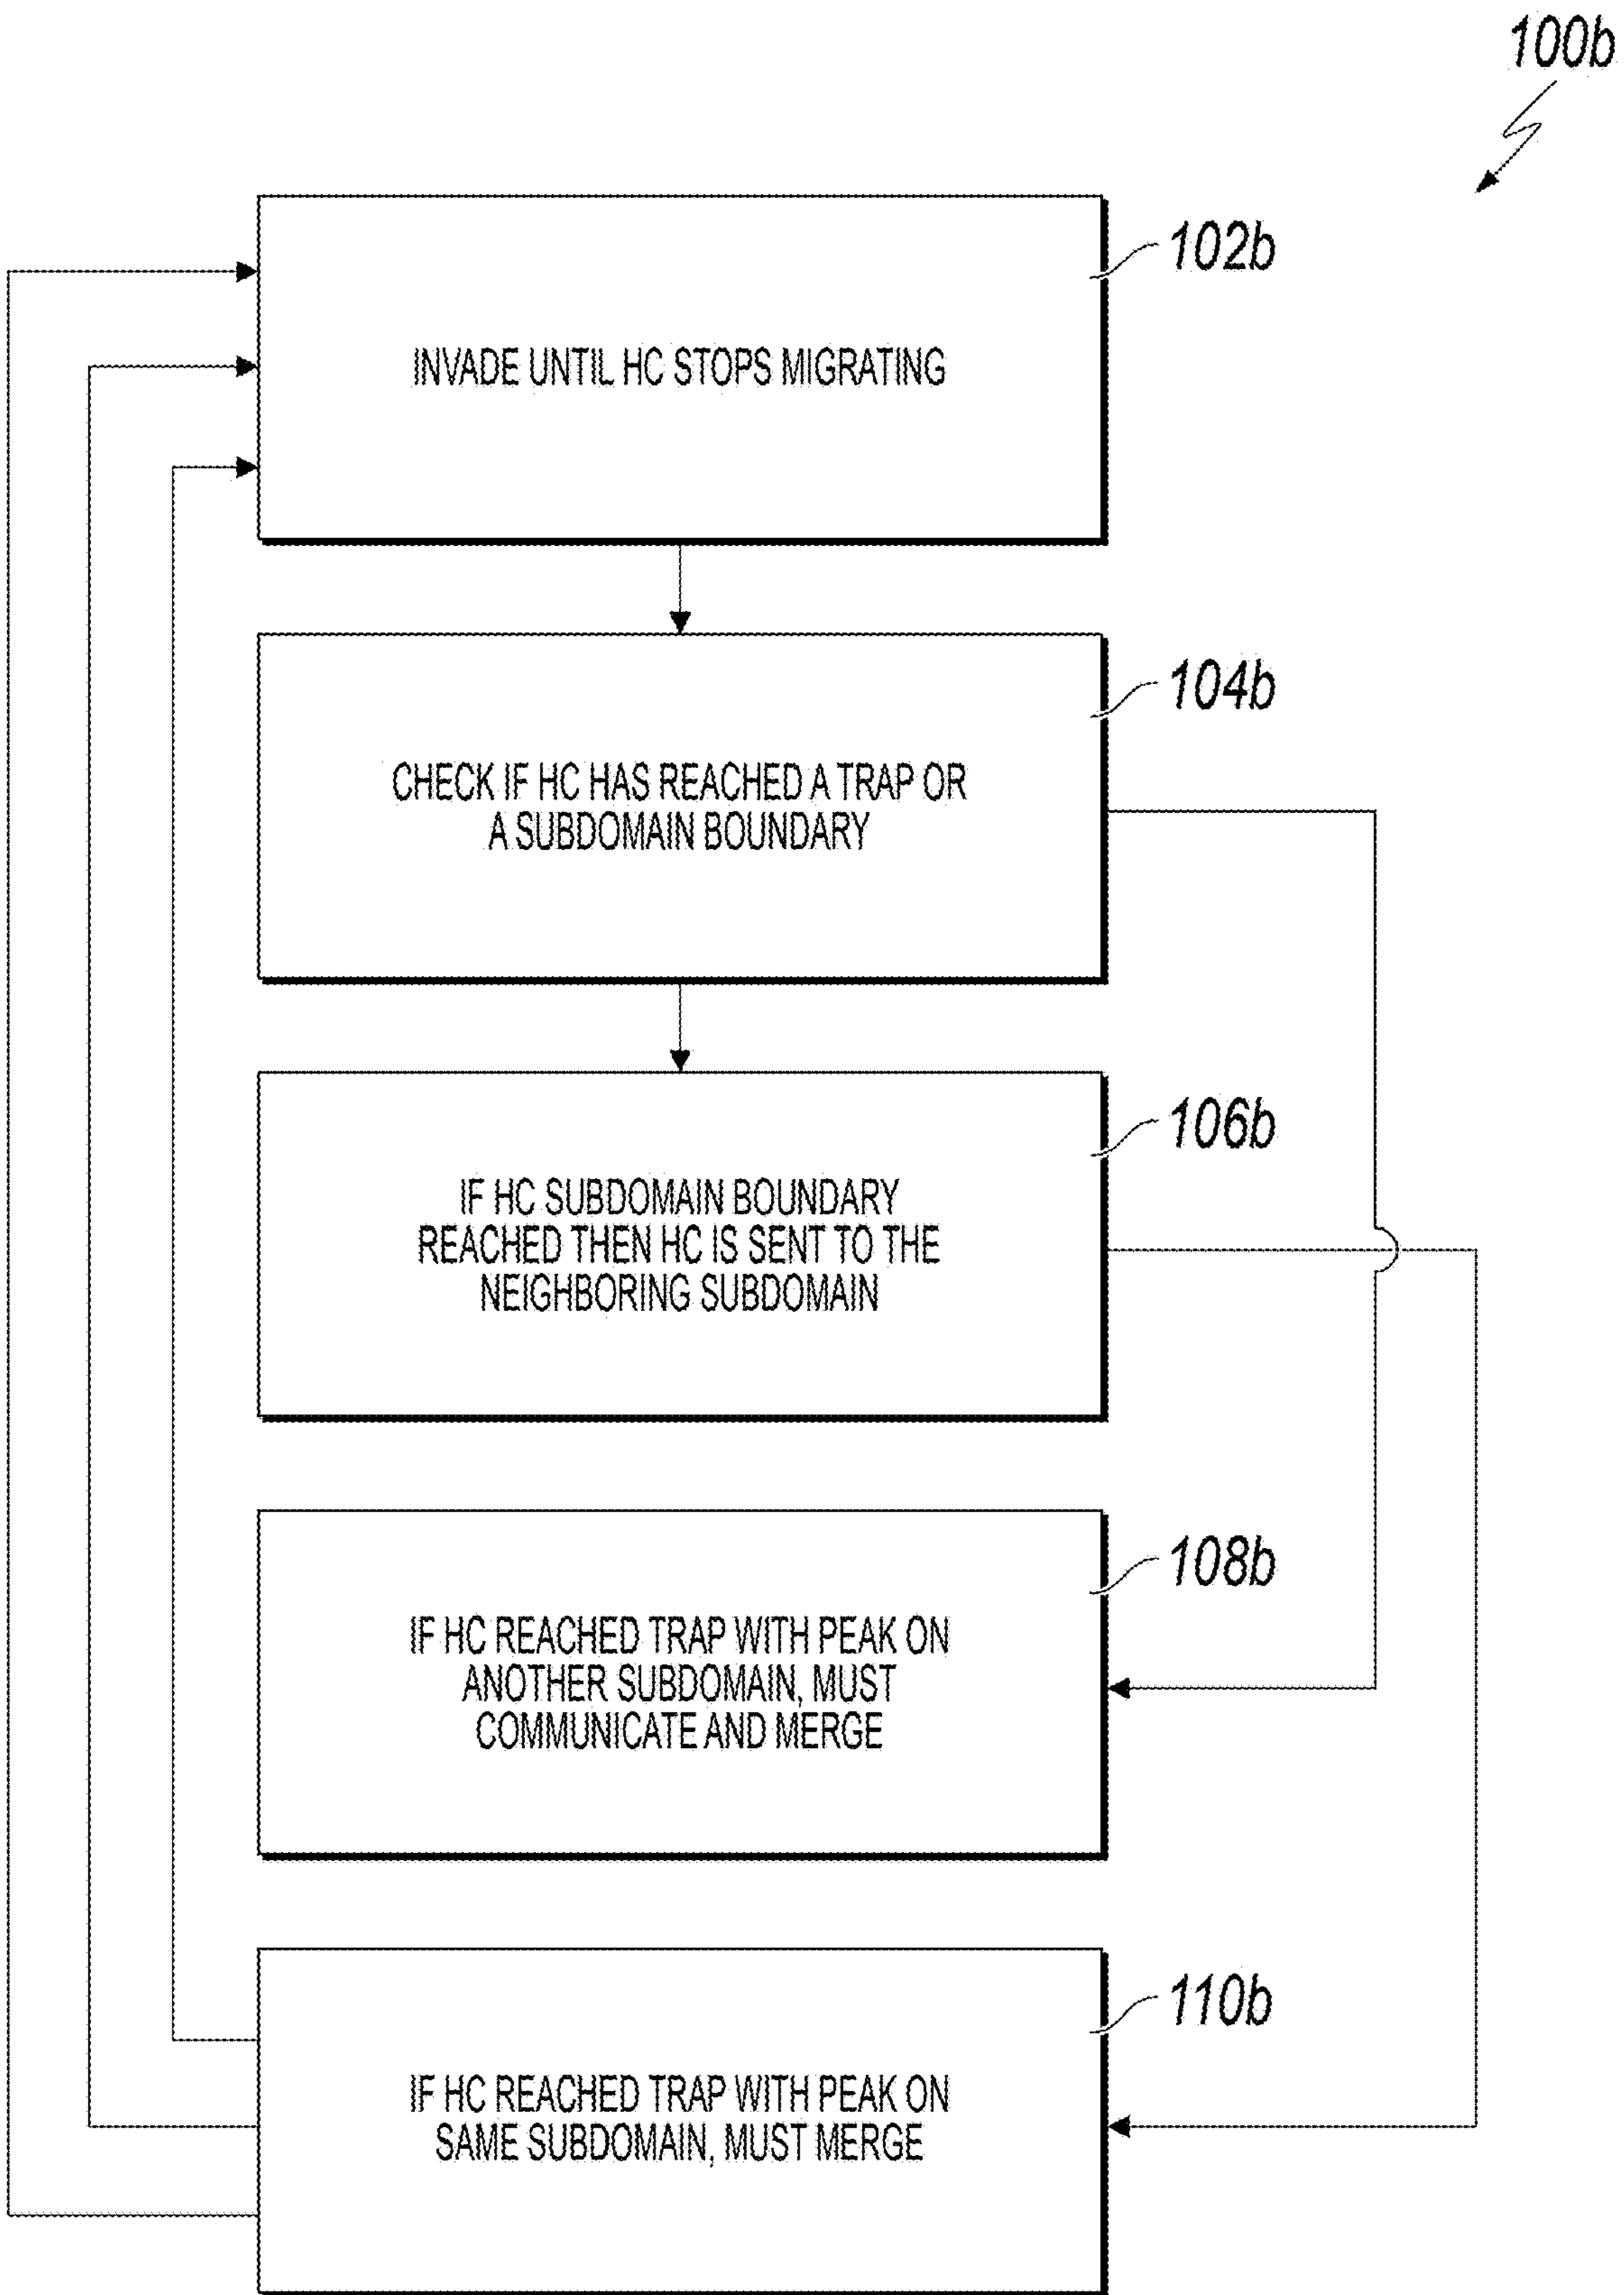 100b
102b
INVADE UNTIL HC STOPS MIGRATING
104b
CHECK IF HC HAS REACHED A TRAP OR
A SUBDOMAIN BOUNDARY
106b
IF HC SUBDOMAIN BOUNDARY
REACHED THEN HC IS SENT TO THE
NEIGHBORING SUBDOMAIN
108b
IF HC REACHED TRAP WITH PEAK ON
ANOTHER SUBDOMAIN, MUST
COMMUNICATE AND MERGE
110b
IF HC REACHED TRAP WITH PEAK ON
SAME SUBDOMAIN, MUST MERGE